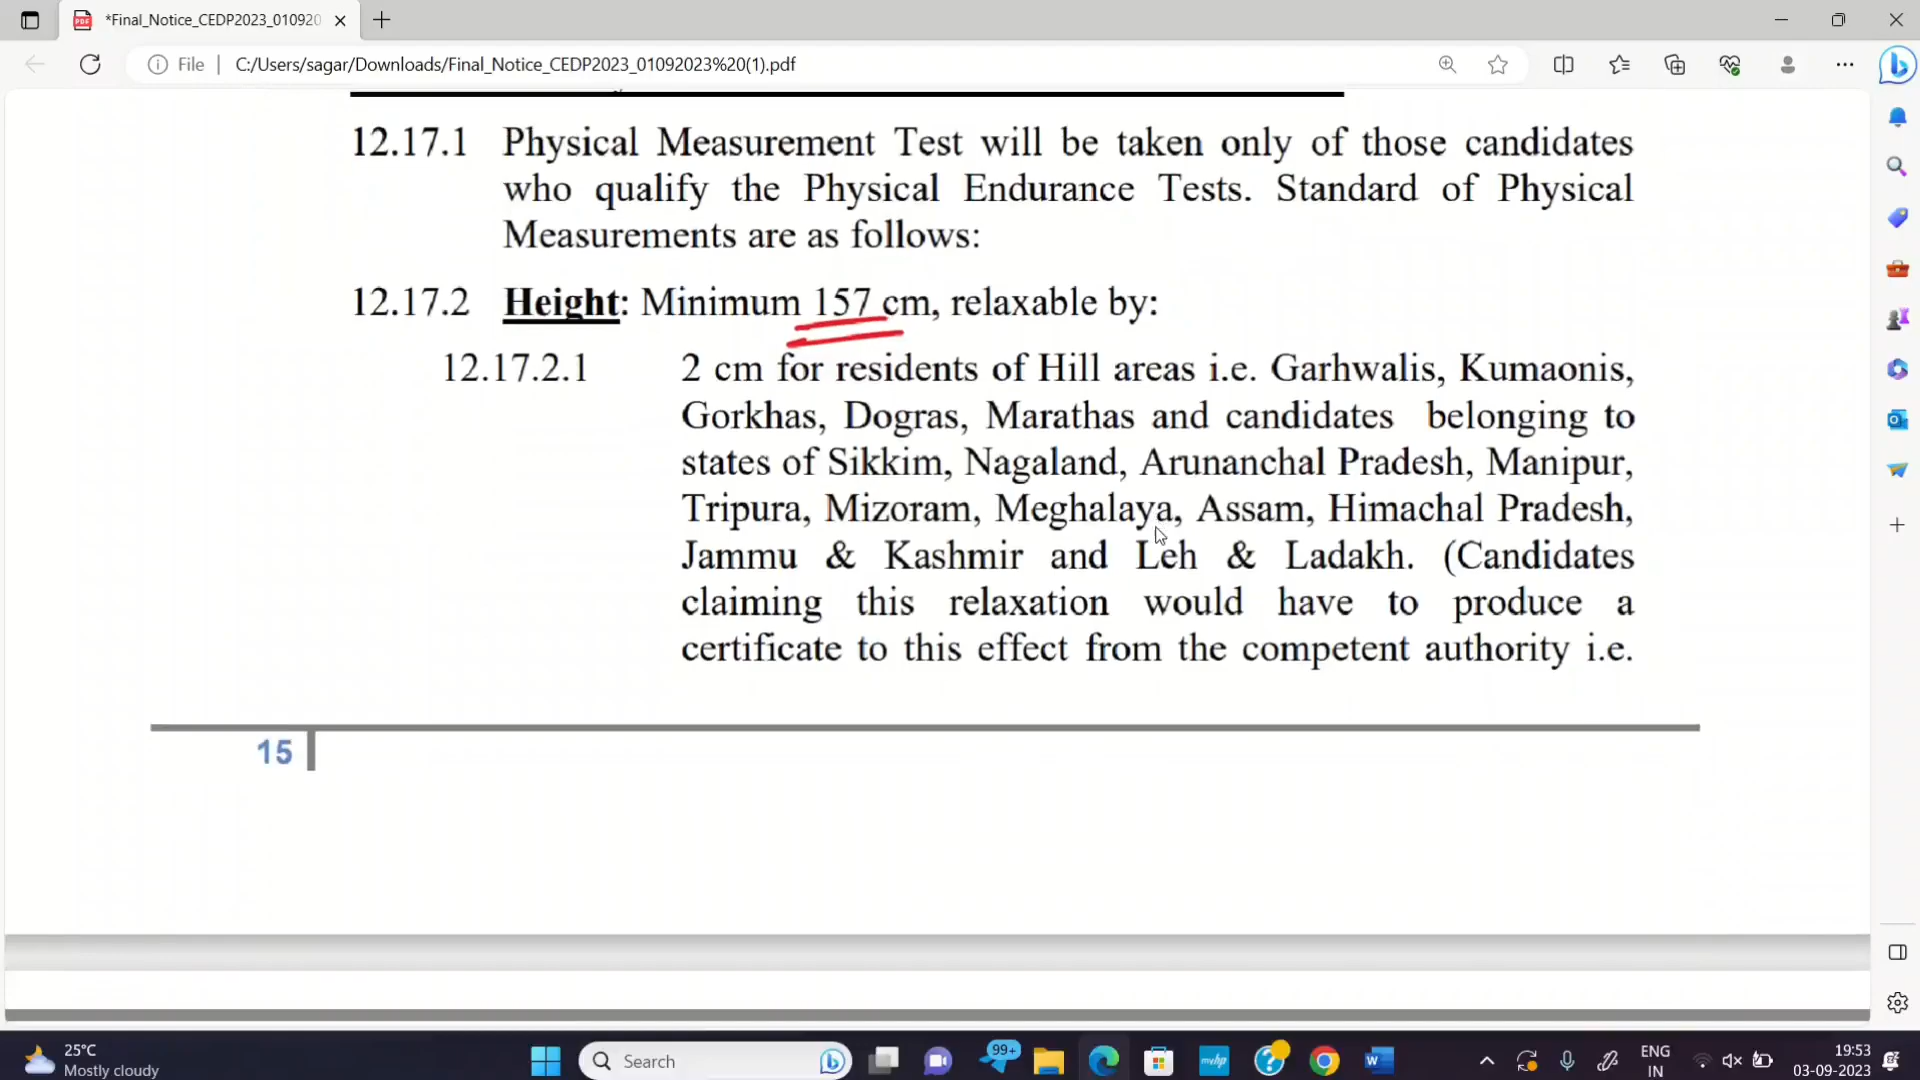 *Final_Notice_CEDP2023_010920
File
C:/Users/sagar/Downloads/Final_Notice_CEDP2023_01092023%20(1).pdf
12.17.1 Physical Measurement Test will be taken only of those candidates
who qualify the Physical Endurance Tests. Standard of Physical
Measurements are as follows:
12.17.2 Height: Minimum 157 cm, relaxable by:
12.17.2.1 2 cm for residents of Hill areas i.e. Garhwalis, Kumaonis,
Gorkhas, Dogras, Marathas and candidates belonging to
states of Sikkim, Nagaland, Arunanchal Pradesh, Manipur,
Tripura, Mizoram, Meghalaya, Assam, Himachal Pradesh,
Jammu & Kashmir and Leh & Ladakh. (Candidates
claiming this relaxation would have to produce a
certificate to this effect from the competent authority i.e.
15
25°C
Mostly cloudy
Search
99+
myhp
ENG
IN
19:53
03-09-2023